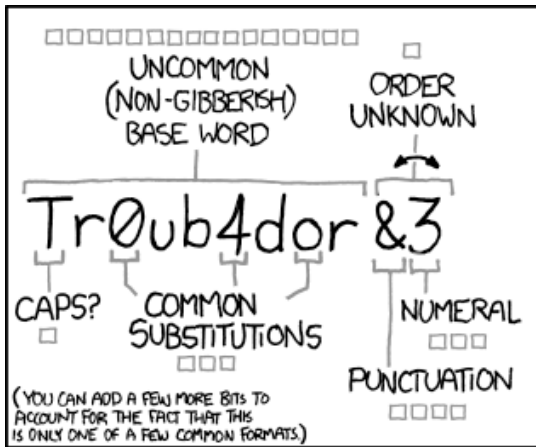 UNCOMMON
(NON-GIBBERISH)
BASE WORD
ORDER
UNKNOWN
Tr0ub4dor &3
CAPS?
COMMON
SUBSTITUTIONS
NUMERAL
PUNCTUATION
(YOU CAN ADD A FEW MORE BITS TO
ACCOUNT FOR THE FACT THAT THIS
IS ONLY ONE OF A FEW COMMON FORMATS.)